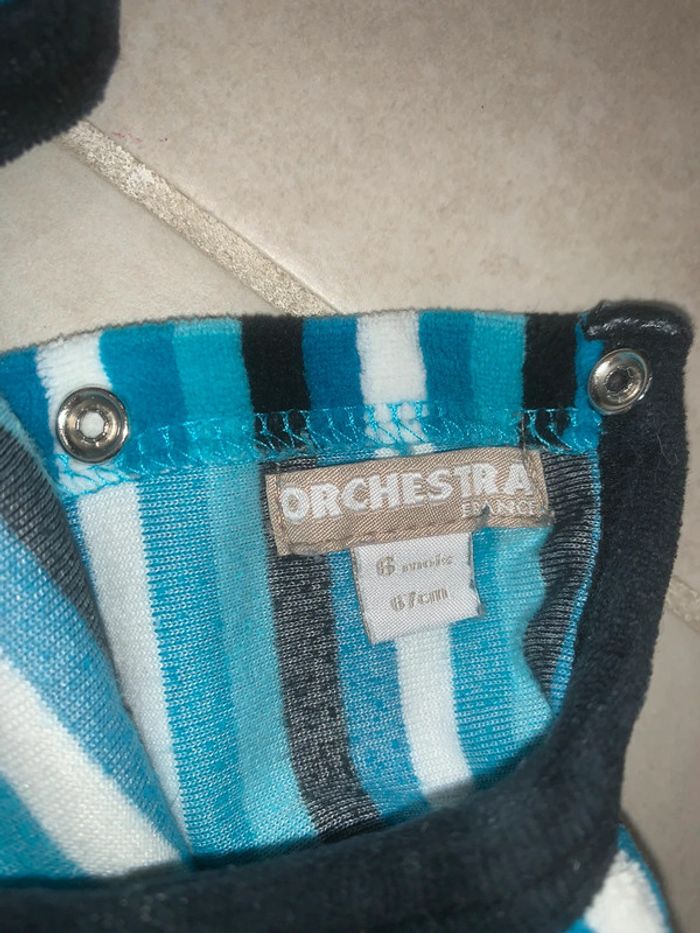 ORCHESTRA
FRANCE
6 mois
67cm